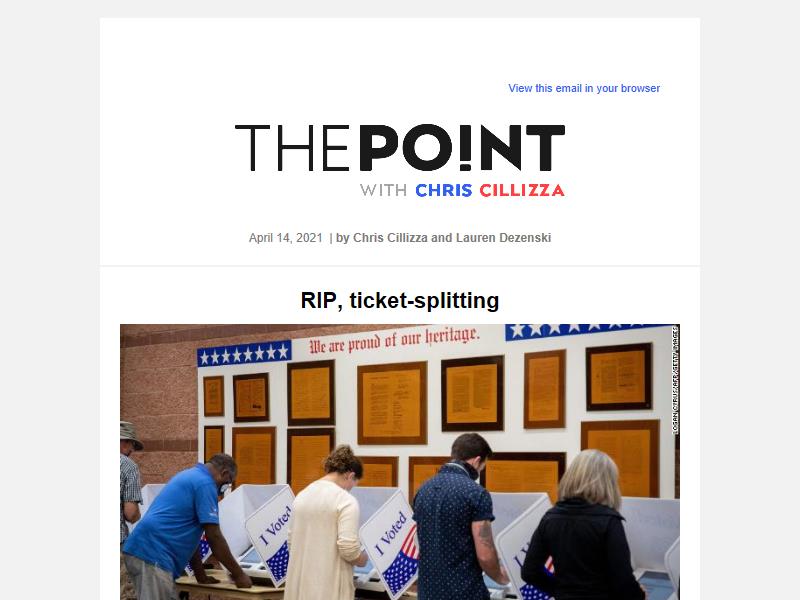 View this email in your browser
THE POINT
WITH CHRIS CILLIZZA
April 14, 2021 | by Chris Cillizza and Lauren Dezenski
RIP, ticket-splitting
We are proud of our heritage.
LOGAN CYRUS/AFP/GETTY IMAGES
I Voted
I Voted